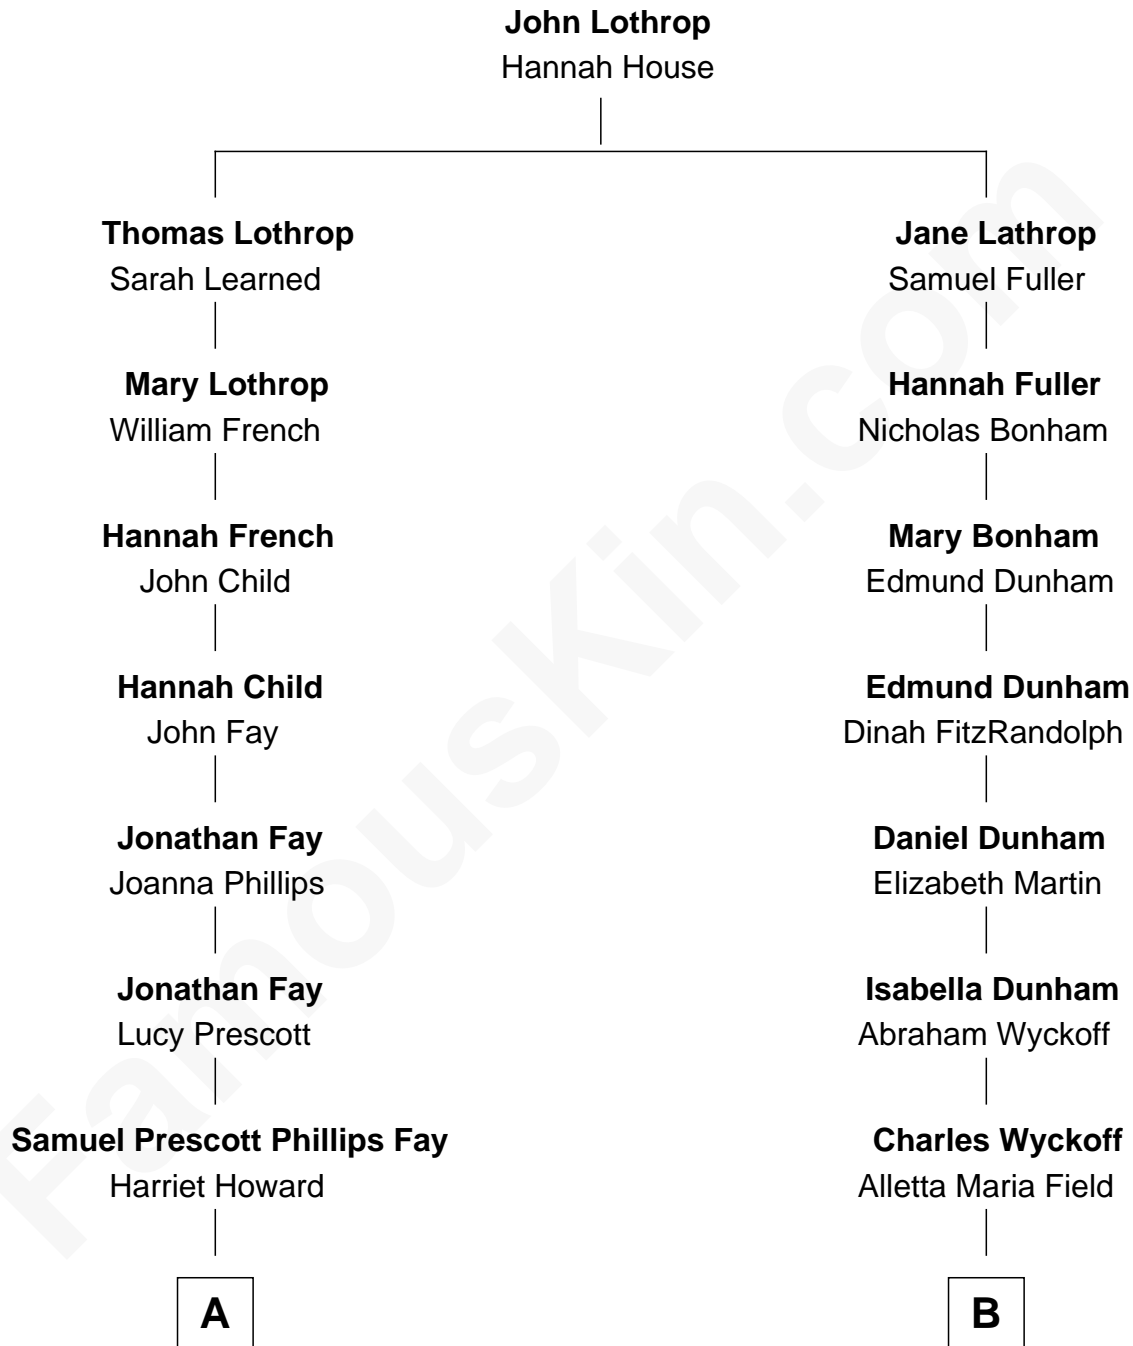 John Lothrop
Hannah House
Thomas Lothrop
Sarah Learned
Jane Lathrop
Samuel Fuller
Mary Lothrop
William French
Hannah Fuller
Nicholas Bonham
Hannah French
John Child
Mary Bonham
Edmund Dunham
Hannah Child
John Fay
Edmund Dunham
Dinah FitzRandolph
Jonathan Fay
Joanna Phillips
Daniel Dunham
Elizabeth Martin
Jonathan Fay
Lucy Prescott
Isabella Dunham
Abraham Wyckoff
Samuel Prescott Phillips Fay
Harriet Howard
Charles Wyckoff
Alletta Maria Field
A
B
FamousKin.com